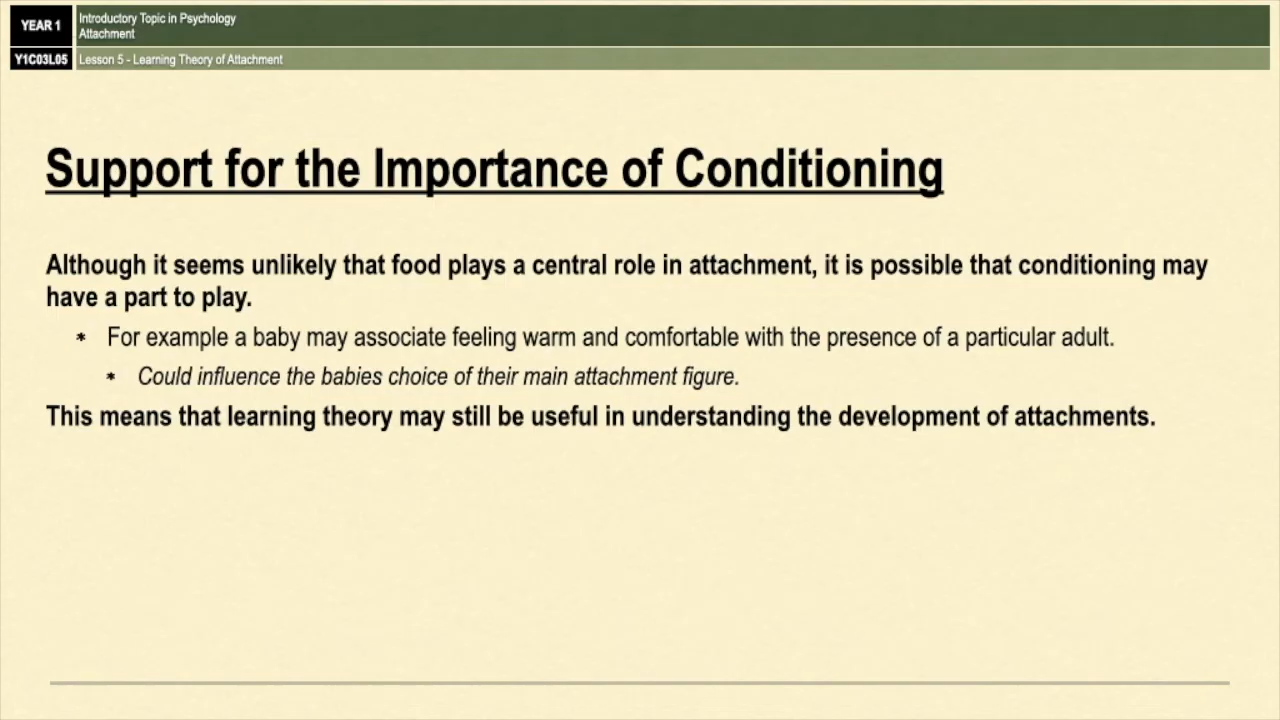 YEAR 1
Introductory Topic in Psychology
Attachment
Y1C03L05
Lesson 5 - Learning Theory of Attachment
Support for the Importance of Conditioning
Although it seems unlikely that food plays a central role in attachment, it is possible that conditioning may
have a part to play.
* For example a baby may associate feeling warm and comfortable with the presence of a particular adult.
* Could influence the babies choice of their main attachment figure.
This means that learning theory may still be useful in understanding the development of attachments.